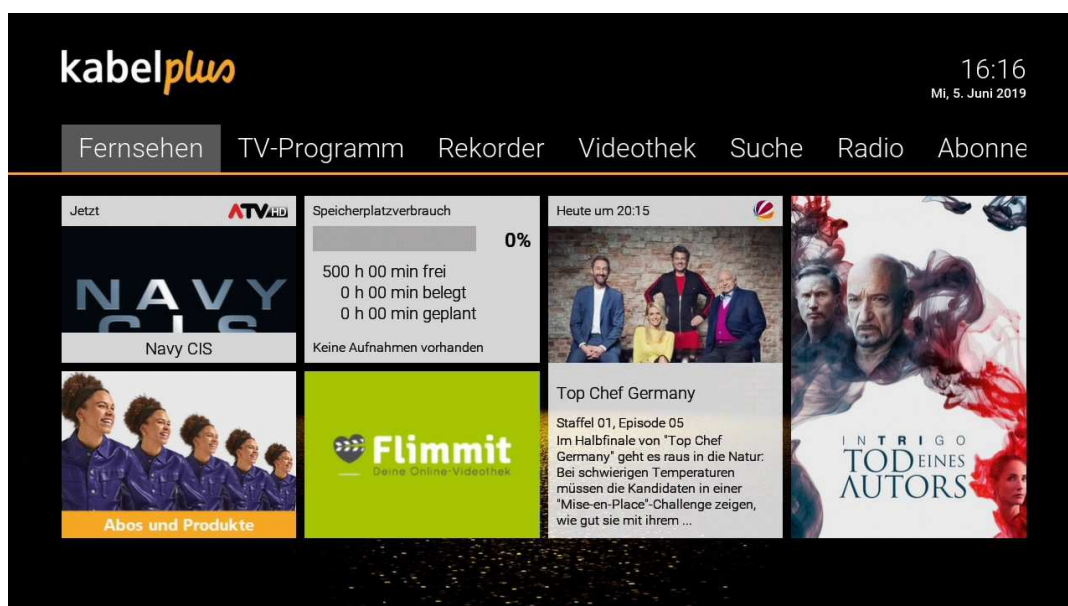 kabelplus
16:16
Mi, 5. Juni 2019
Fernsehen TV-Programm Rekorder Videothek Suche Radio Abonne
Jetzt
ATV HD
NAVY
CIS
Navy CIS
Speicherplatzverbrauch
0%
500 h 00 min frei
0 h 00 min belegt
0 h 00 min geplant
Keine Aufnahmen vorhanden
Heute um 20:15
Top Chef Germany
Staffel 01, Episode 05
Im Halbfinale von "Top Chef
Germany" geht es raus in die Natur:
Bei schwierigen Temperaturen
müssen die Kandidaten in einer
"Mise-en-Place"-Challenge zeigen,
wie gut sie mit ihrem ...
INTRIGO
TOD EINES
AUTORS
Abos und Produkte
Flimmit
Deine Online-Videothek